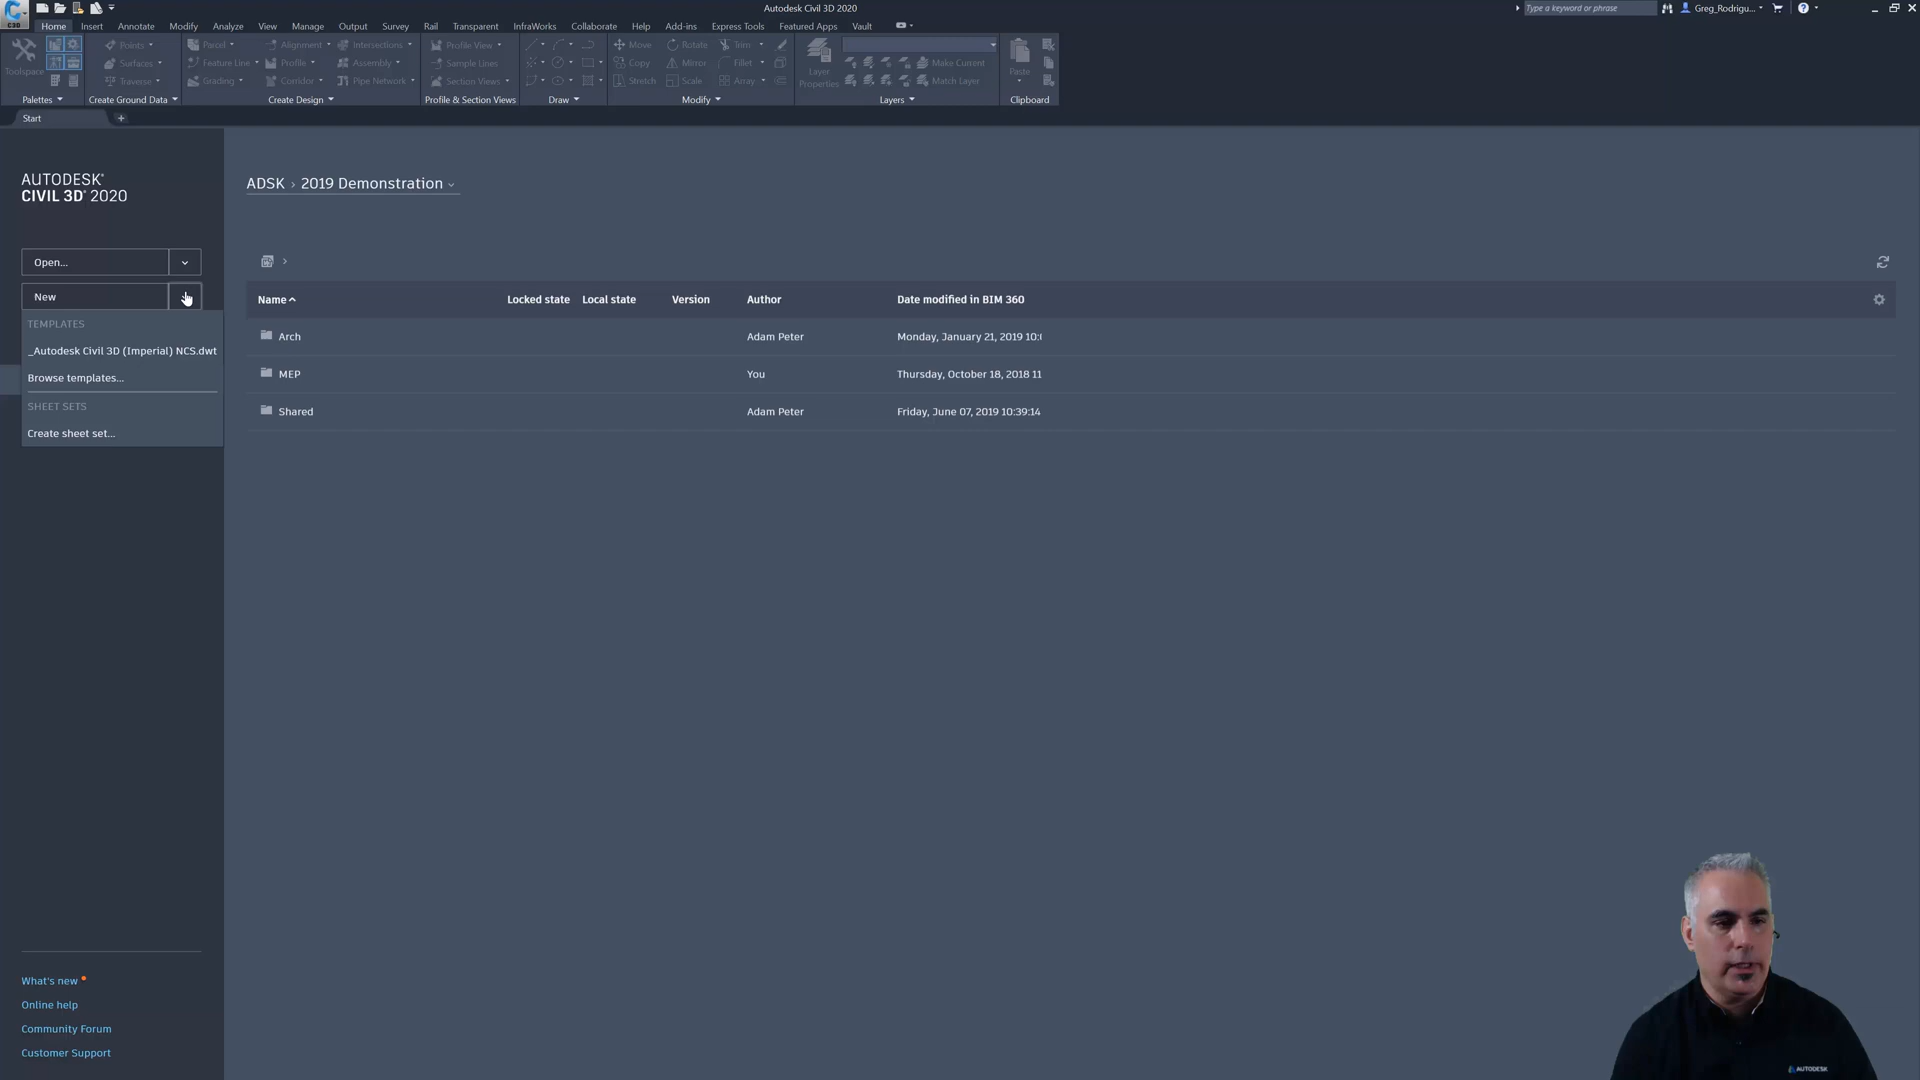 Autodesk Civil 3D 2020
Type a keyword or phrase
Greg_Rodrigu...
C3D
Home Insert Annotate Modify Analyze View Manage Output Survey Rail Transparent InfraWorks Collaborate Help Add-ins Express Tools Featured Apps Vault
Points Parcel Alignment Intersections Profile View Move Rotate Trim
Toolspace Surfaces Feature Line Profile Assembly Sample Lines Copy Mirror Fillet Layer Properties Make Current Paste
Traverse Grading Corridor Pipe Network Section Views Stretch Scale Array Match Layer
Palettes Create Ground Data Create Design Profile & Section Views Draw Modify Layers Clipboard
Start
AUTODESK®
CIVIL 3D® 2020
ADSK › 2019 Demonstration
Open...
New
TEMPLATES
_Autodesk Civil 3D (Imperial) NCS.dwt
Browse templates...
SHEET SETS
Create sheet set...
Name Locked state Local state Version Author Date modified in BIM 360
Arch Adam Peter Monday, January 21, 2019 10:
MEP You Thursday, October 18, 2018 11
Shared Adam Peter Friday, June 07, 2019 10:39:14
What's new
Online help
Community Forum
Customer Support
AUTODESK